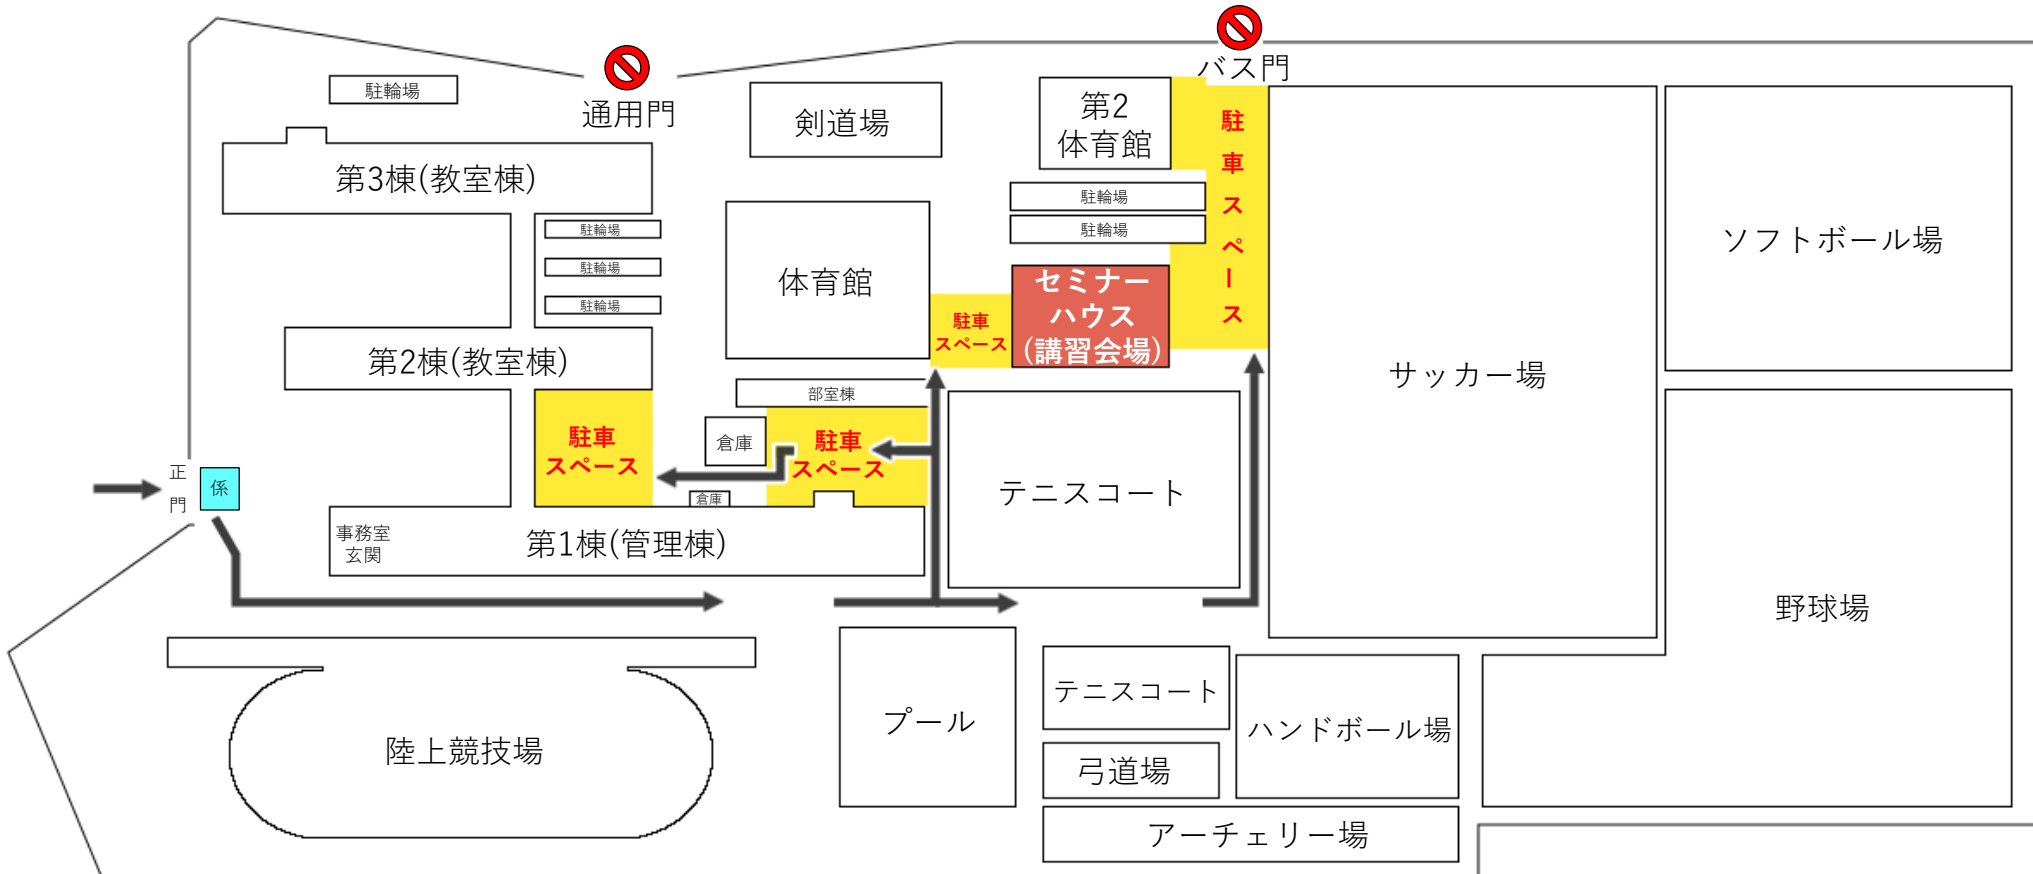 バス門
通用門
駐輪場
剣道場
第2
体育館
駐車スペース
第3棟(教室棟)
駐輪場
駐輪場
駐輪場
駐輪場
駐輪場
体育館
セミナー
ハウス
(講習会場)
駐車
スペース
ソフトボール場
サッカー場
第2棟(教室棟)
部室棟
駐車
スペース
倉庫
駐車
スペース
倉庫
テニスコート
正門
係
事務室
玄関
第1棟(管理棟)
野球場
陸上競技場
プール
テニスコート
ハンドボール場
弓道場
アーチェリー場